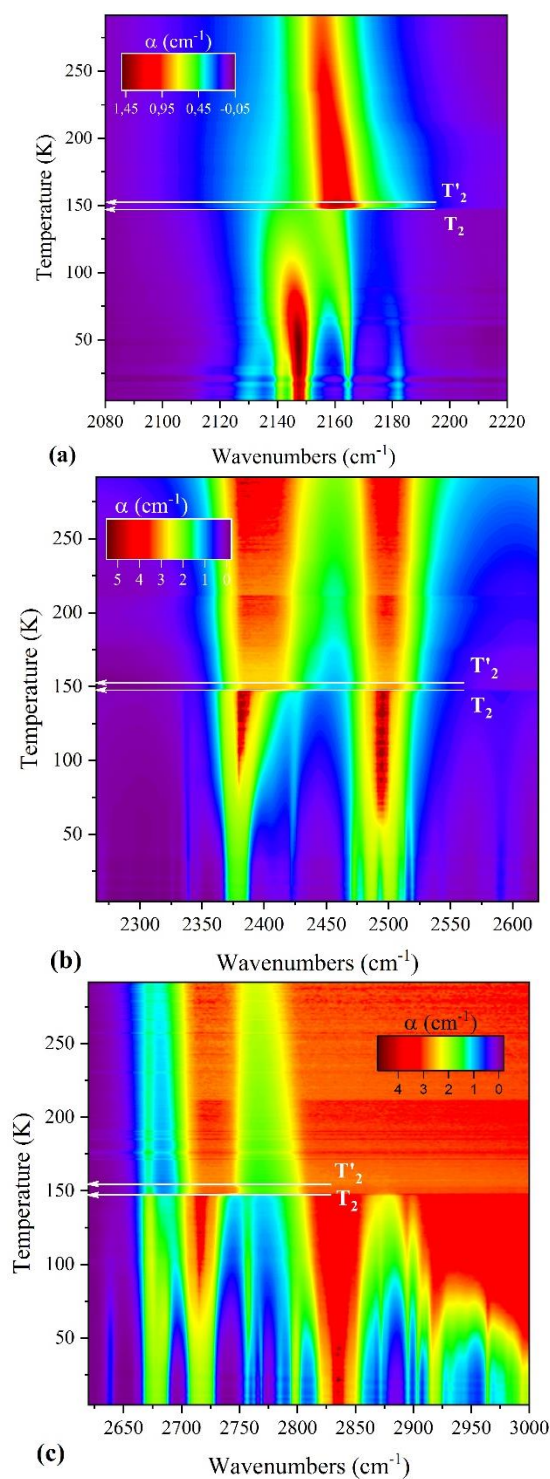 α (cm⁻¹)
1,45 0,95 0,45 -0,05
250
200
150
100
50
Temperature (K)
T'₂
T₂
2080 2100 2120 2140 2160 2180 2200 2220
(a)
Wavenumbers (cm⁻¹)
α (cm⁻¹)
5 4 3 2 1 0
250
200
150
100
50
Temperature (K)
T'₂
T₂
2300 2350 2400 2450 2500 2550 2600
(b)
Wavenumbers (cm⁻¹)
α (cm⁻¹)
4 3 2 1 0
250
200
150
100
50
Temperature (K)
T'₂
T₂
2650 2700 2750 2800 2850 2900 2950 3000
(c)
Wavenumbers (cm⁻¹)